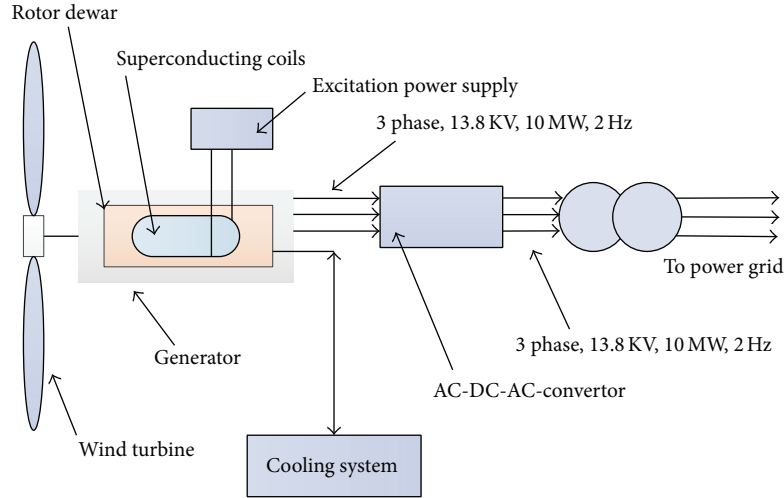 Rotor dewar
Superconducting coils
Excitation power supply
3 phase, 13.8 KV, 10 MW, 2 Hz
To power grid
Generator
3 phase, 13.8 KV, 10 MW, 2 Hz
AC-DC-AC-convertor
Wind turbine
Cooling system